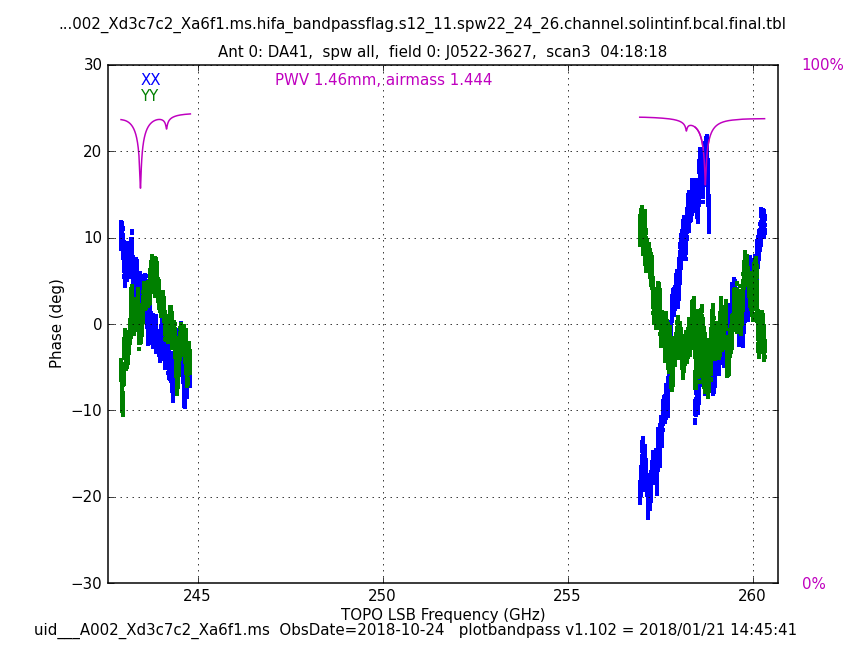 ...002_Xd3c7c2_Xa6f1.ms.hifa_bandpassflag.s12_11.spw22_24_26.channel.solintinf.bcal.final.tbl
Ant 0: DA41,  spw all,  field 0: J0522-3627,  scan3  04:18:18
30
XX
PWV 1.46mm, airmass 1.444
100%
YY
20
10
0
Phase (deg)
−10
−20
−30
0%
245
250
255
260
TOPO LSB Frequency (GHz)
uid___A002_Xd3c7c2_Xa6f1.ms  ObsDate=2018-10-24   plotbandpass v1.102 = 2018/01/21 14:45:41